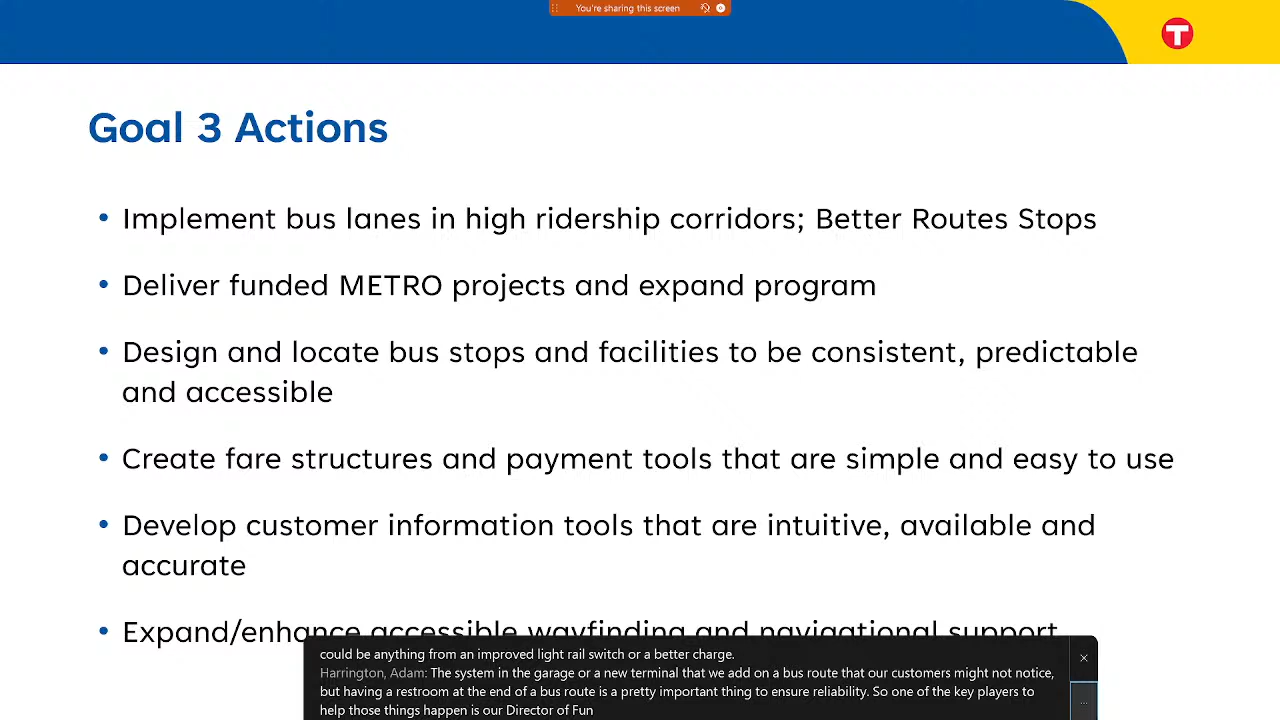 You're sharing this screen
T
Goal 3 Actions
• Implement bus lanes in high ridership corridors; Better Routes Stops
• Deliver funded METRO projects and expand program
• Design and locate bus stops and facilities to be consistent, predictable
and accessible
• Create fare structures and payment tools that are simple and easy to use
• Develop customer information tools that are intuitive, available and
accurate
• Expand/enhance accessible wayfinding and navigational support
could be anything from an improved light rail switch or a better charge.
Harrington, Adam: The system in the garage or a new terminal that we add on a bus route that our customers might not notice,
but having a restroom at the end of a bus route is a pretty important thing to ensure reliability. So one of the key players to
help those things happen is our Director of Fun